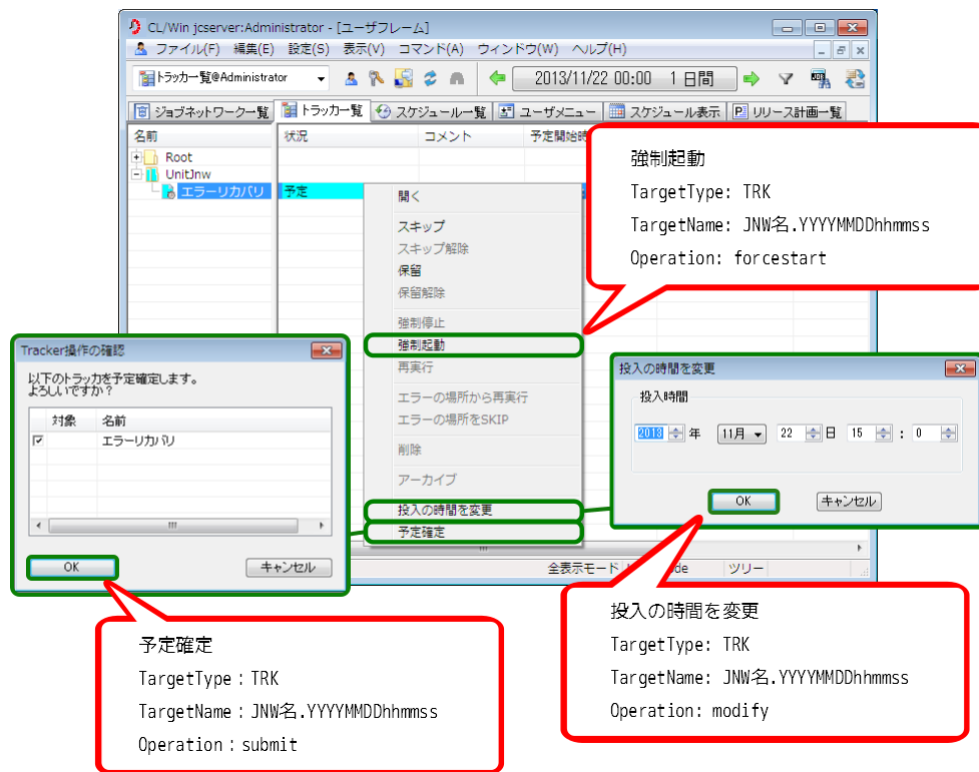 CL/Win jcserver:Administrator - [ユーザフレーム]
ファイル(F) 編集(E) 設定(S) 表示(V) コマンド(A) ウィンドウ(W) ヘルプ(H)
トラッカ一覧@Administrator 2013/11/22 00:00 1 日間
ジョブネットワーク一覧 トラッカ一覧 スケジュール一覧 ユーザメニュー スケジュール表示 リリース計画一覧
名前 状況 コメント 予定開始時
Root
UnitJnw
エラーリカバリ 予定
開く
スキップ
スキップ解除
保留
保留解除
強制停止
強制起動
再実行
エラーの場所から再実行
エラーの場所をSKIP
削除
アーカイブ
投入の時間を変更
予定確定
全表示モード ツリー
強制起動
TargetType: TRK
TargetName: JNW名.YYYYMMDDhhmmss
Operation: forcestart
Tracker操作の確認
以下のトラッカを予定確定します。
よろしいですか?
対象 名前
エラーリカバリ
OK キャンセル
投入の時間を変更
投入時間
2013 年 11月 22 日 15 : 0
OK キャンセル
予定確定
TargetType：TRK
TargetName：JNW名.YYYYMMDDhhmmss
Operation：submit
投入の時間を変更
TargetType: TRK
TargetName: JNW名.YYYYMMDDhhmmss
Operation: modify